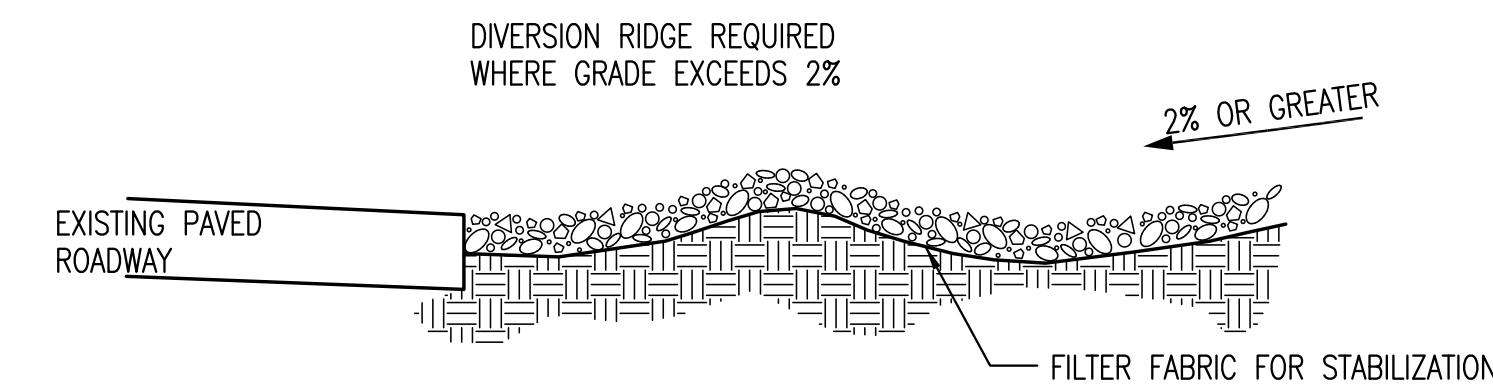 DIVERSION RIDGE REQUIRED
WHERE GRADE EXCEEDS 2%
2% OR GREATER
EXISTING PAVED
ROADWAY
FILTER FABRIC FOR STABILIZATION